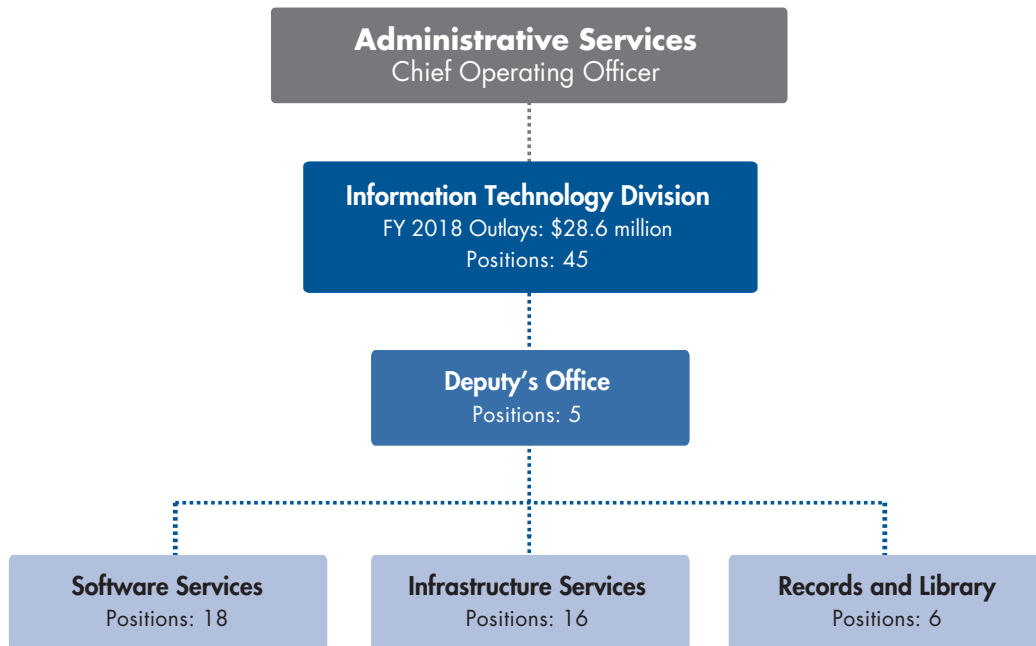 Administrative Services
Chief Operating Officer
Information Technology Division
FY 2018 Outlays: $28.6 million
Positions: 45
Deputy’s Office
Positions: 5
Software Services
Positions: 18
Infrastructure Services
Positions: 16
Records and Library
Positions: 6